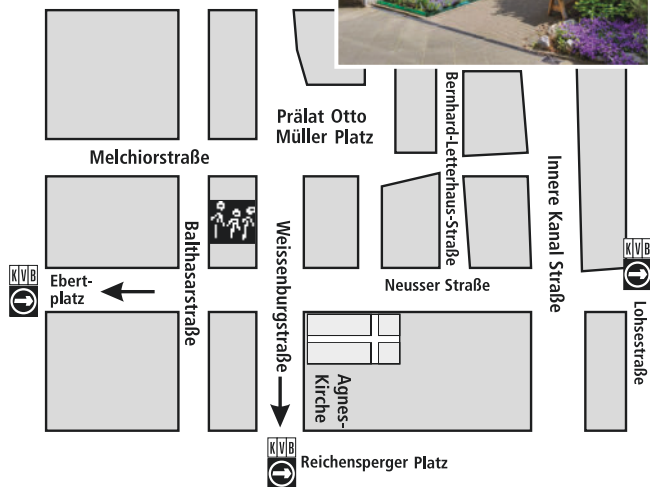 Prälat Otto
Müller Platz
Bernhard-Letterhaus-Straße
Melchiorstraße
Innere Kanal Straße
Balthasarstraße
Weissenburgstraße
KVB
Ebert-
platz
Neusser Straße
KVB
Lohsestraße
Agnes-
Kirche
KVB
Reichensperger Platz